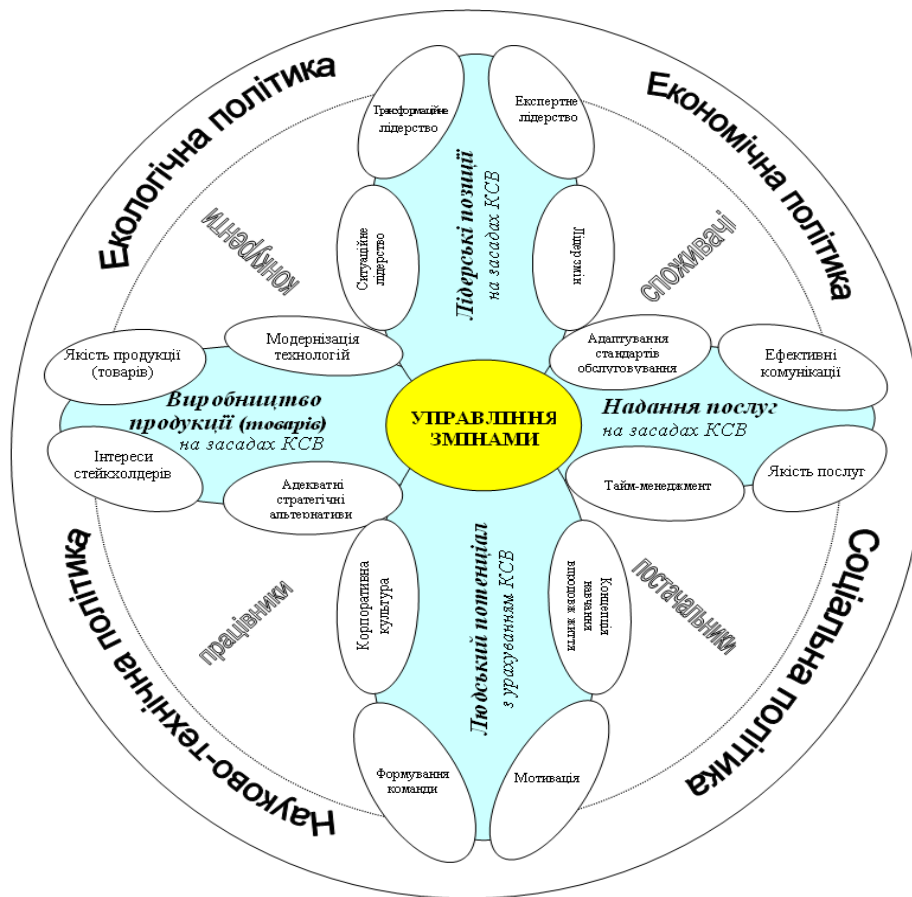 Екологічна політика
Економічна політика
Трансформаційне
лідерство
Експертне
лідерство
Лідерські позиції
на засадах КСВ
Ситуаційне
лідерство
Лідер змін
конкуренти
споживачі
Якість продукції
(товарів)
Модернізація
технологій
Адаптування
стандартів
обслуговування
Ефективні
комунікації
Виробництво
продукції (товарів)
на засадах КСВ
УПРАВЛІННЯ
ЗМІНАМИ
Надання послуг
на засадах КСВ
Інтереси
стейкхолдерів
Адекватні
стратегічні
альтернативи
Тайм-менеджмент
Якість послуг
працівники
Корпоративна
культура
Людський потенціал
з урахуванням КСВ
Концепція
навчання
впродовж життя
постачальники
Формування
команди
Мотивація
Науково-технічна політика
Соціальна політика